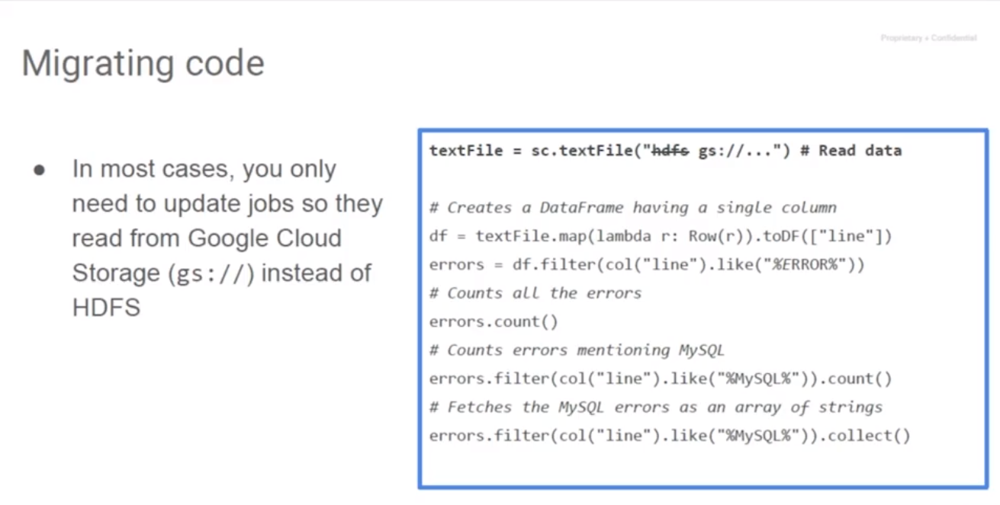 Proprietary + Confidential
Migrating code
● In most cases, you only
need to update jobs so they
read from Google Cloud
Storage (gs://) instead of
HDFS
textFile = sc.textFile("hdfs gs://...") # Read data
# Creates a DataFrame having a single column
df = textFile.map(lambda r: Row(r)).toDF(["line"])
errors = df.filter(col("line").like("%ERROR%"))
# Counts all the errors
errors.count()
# Counts errors mentioning MySQL
errors.filter(col("line").like("%MySQL%")).count()
# Fetches the MySQL errors as an array of strings
errors.filter(col("line").like("%MySQL%")).collect()